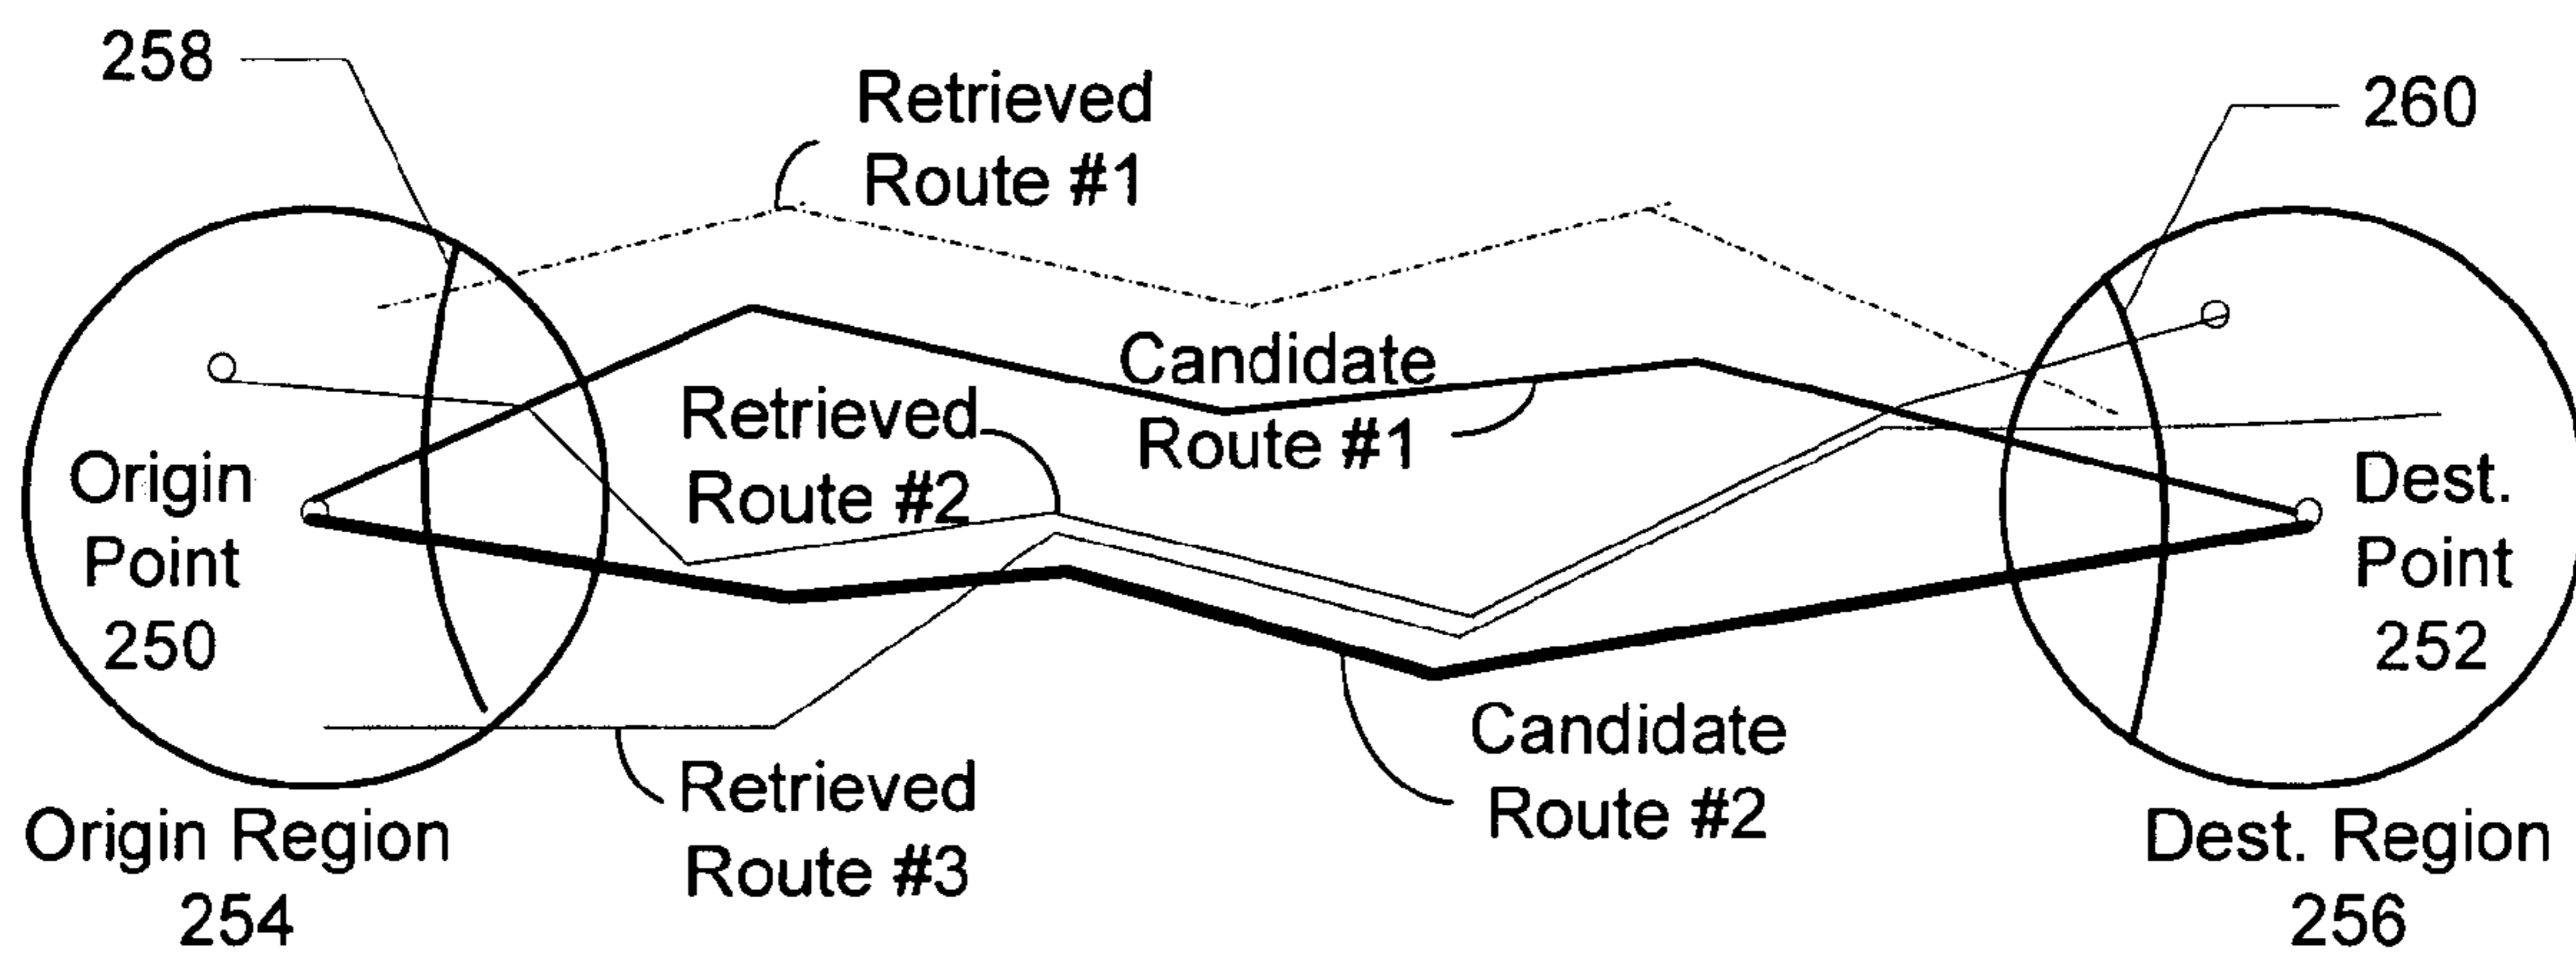 258
Retrieved
Route #1
260
Candidate
Route #1
Retrieved
Route #2
Origin
Point
250
Dest.
Point
252
Candidate
Route #2
Retrieved
Route #3
Origin Region
254
Dest. Region
256